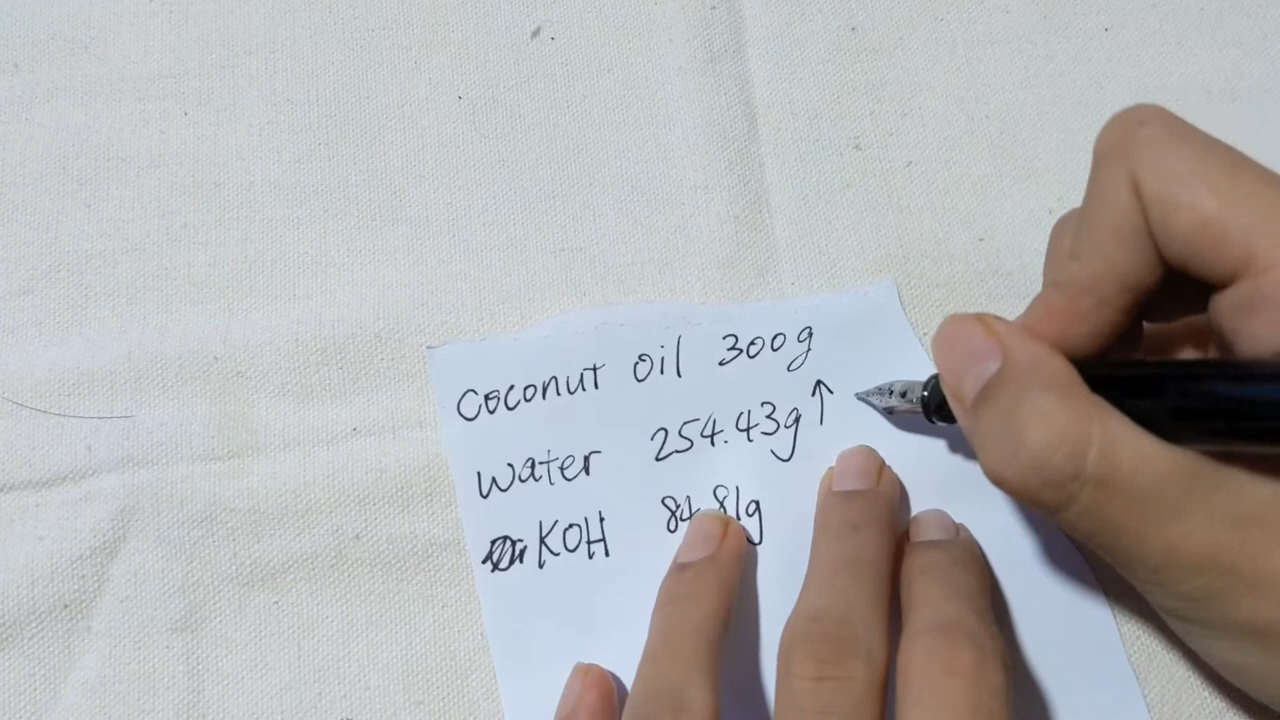 Coconut oil 300g
Water 254.43g ↑
KOH 84.81g